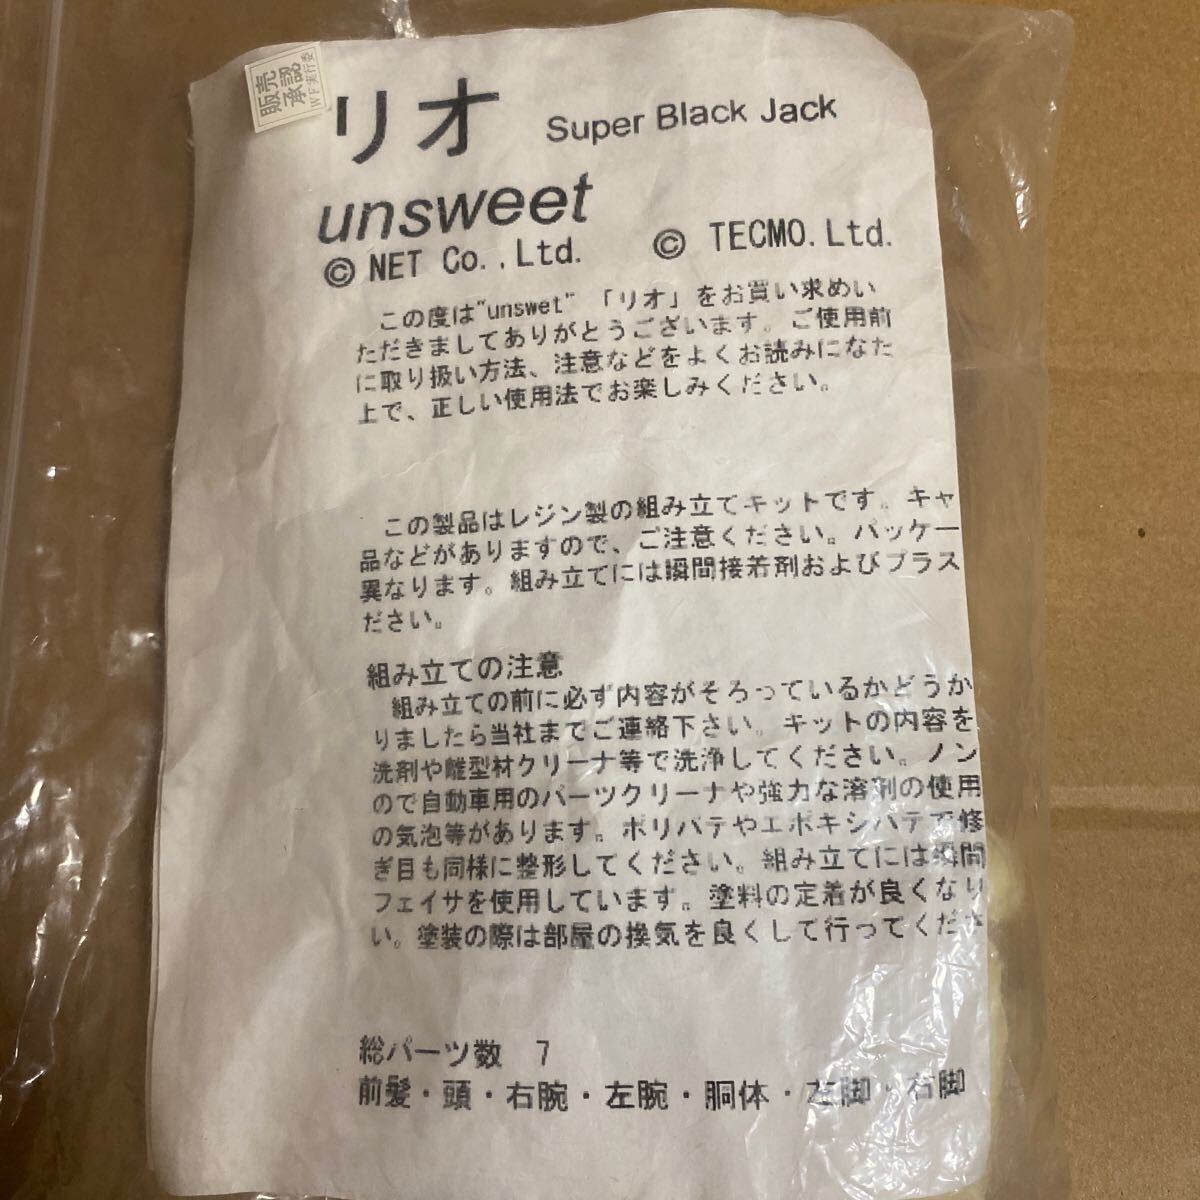 販売
承認
WF実行委
リオ Super Black Jack
unsweet
© NET Co.,Ltd. © TECMO.Ltd.
この度は"unswet" 「リオ」をお買い求めい
ただきましてありがとうございます。ご使用前
に取り扱い方法、注意などをよくお読みになた
上で、正しい使用法でお楽しみください。
この製品はレジン製の組み立てキットです。キャ
品などがありますので、ご注意ください。パッケー
異なります。組み立てには瞬間接着剤およびプラス
ださい。
組み立ての注意
組み立ての前に必ず内容がそろっているかどうか
りましたら当社までご連絡下さい。キットの内容を
洗剤や離型材クリーナ等で洗浄してください。ノン
ので自動車用のパーツクリーナや強力な溶剤の使用
の気泡等があります。ポリパテやエポキシパテで修
ぎ目も同様に整形してください。組み立てには瞬間
フェイサを使用しています。塗料の定着が良くなり
い。塗装の際は部屋の換気を良くして行ってくださ
総パーツ数 7
前髪・頭・右腕・左腕・胴体・左脚・右脚